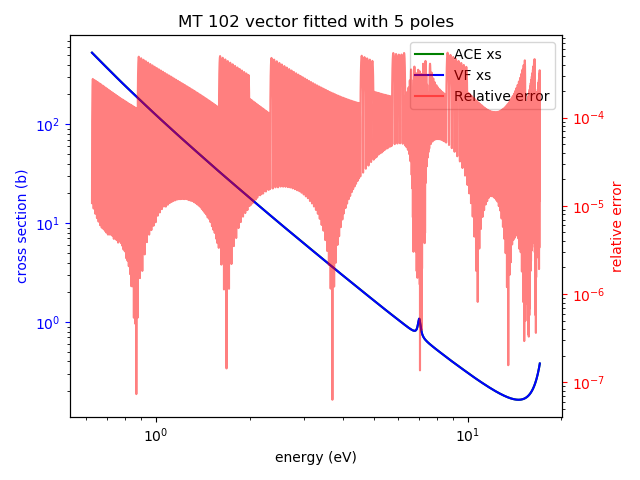 MT 102 vector fitted with 5 poles
ACE xs
VF xs
Relative error
cross section (b)
10²
10¹
10⁰
relative error
10⁻⁴
10⁻⁵
10⁻⁶
10⁻⁷
10⁰
10¹
energy (eV)